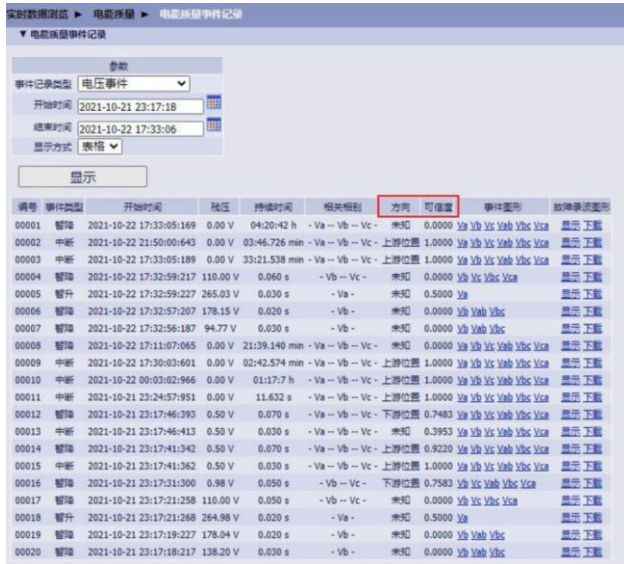 实时数据浏览 ▶ 电能质量 ▶ 电能质量事件记录
▼ 电能质量事件记录
参数
事件记录类型 电压事件
开始时间 2021-10-21 23:17:18
结束时间 2021-10-22 17:33:06
显示方式 表格
显示
编号 事件类型 开始时间 残压 持续时间 相关相别 方向 可信度 事件图形 故障录波图形
00001 暂降 2021-10-22 17:33:05:169 0.00 V 04:20:42 h - Va -- Vb -- Vc - 未知 0.0000 Va Vb Vc Vab Vbc Vca 显示 下载
00002 中断 2021-10-22 21:50:00:643 0.00 V 03:46.726 min - Va -- Vb -- Vc - 上游位置 1.0000 Va Vb Vc Vab Vbc Vca 显示 下载
00003 中断 2021-10-22 17:33:05:189 0.00 V 33:21.538 min - Va -- Vb -- Vc - 上游位置 1.0000 Va Vb Vc Vab Vbc Vca 显示 下载
00004 暂降 2021-10-22 17:32:59:217 110.00 V 0.060 s - Vb -- Vc - 未知 0.0000 Vb Vc Vbc Vca 显示 下载
00005 暂升 2021-10-22 17:32:59:227 265.03 V 0.030 s - Va - 未知 0.5000 Va 显示 下载
00006 暂降 2021-10-22 17:32:57:207 178.15 V 0.020 s - Vb - 未知 0.0000 Vb Vab Vbc 显示 下载
00007 暂降 2021-10-22 17:32:56:187 94.77 V 0.030 s - Vb - 未知 0.0000 Vb Vab Vbc 显示 下载
00008 暂降 2021-10-22 17:11:07:065 0.00 V 21:39.140 min - Va -- Vb -- Vc - 未知 0.0000 Va Vb Vc Vab Vbc Vca 显示 下载
00009 中断 2021-10-22 17:30:03:601 0.00 V 02:42.574 min - Va -- Vb -- Vc - 上游位置 1.0000 Va Vb Vc Vab Vbc Vca 显示 下载
00010 中断 2021-10-22 00:03:02:966 0.00 V 01:17:7 h - Va -- Vb -- Vc - 上游位置 1.0000 Va Vb Vc Vab Vbc Vca 显示 下载
00011 中断 2021-10-21 23:24:57:951 0.00 V 11.632 s - Va -- Vb -- Vc - 上游位置 1.0000 Va Vb Vc Vab Vbc Vca 显示 下载
00012 暂降 2021-10-21 23:17:46:393 0.50 V 0.070 s - Va -- Vb -- Vc - 下游位置 0.7483 Va Vb Vc Vab Vbc Vca 显示 下载
00013 中断 2021-10-21 23:17:46:413 0.50 V 0.030 s - Va -- Vb -- Vc - 未知 0.3953 Va Vb Vc Vab Vbc Vca 显示 下载
00014 暂降 2021-10-21 23:17:41:342 0.50 V 0.070 s - Va -- Vb -- Vc - 上游位置 0.9220 Va Vb Vc Vab Vbc Vca 显示 下载
00015 中断 2021-10-21 23:17:41:362 0.50 V 0.030 s - Va -- Vb -- Vc - 上游位置 1.0000 Va Vb Vc Vab Vbc Vca 显示 下载
00016 暂降 2021-10-21 23:17:31:300 0.98 V 0.050 s - Vb -- Vc - 下游位置 0.7583 Vb Vc Vab Vbc Vca 显示 下载
00017 暂降 2021-10-21 23:17:21:258 110.00 V 0.050 s - Vb -- Vc - 未知 0.0000 Vb Vc Vbc Vca 显示 下载
00018 暂升 2021-10-21 23:17:21:268 264.98 V 0.020 s - Va - 未知 0.5000 Va 显示 下载
00019 暂降 2021-10-21 23:17:19:227 178.04 V 0.020 s - Vb - 未知 0.0000 Vb Vab Vbc 显示 下载
00020 暂降 2021-10-21 23:17:18:217 138.20 V 0.030 s - Vb - 未知 0.0000 Vb Vab Vbc 显示 下载